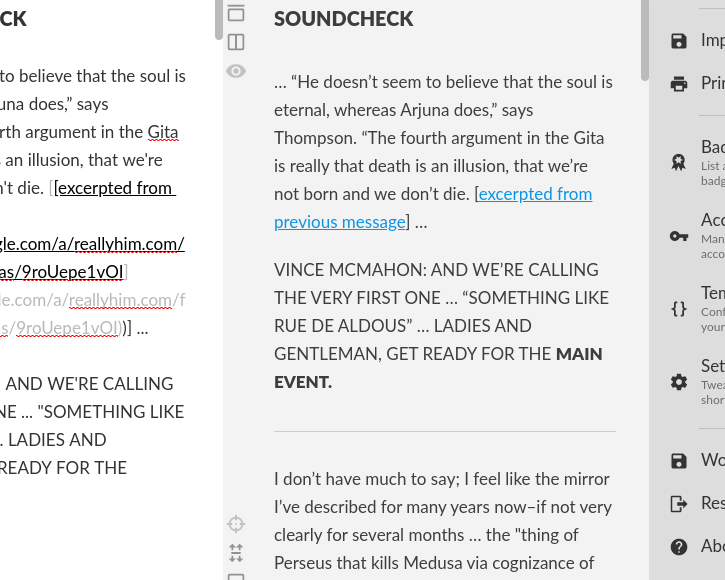 CK
to believe that the soul is
una does,” says
rth argument in the Gita
an illusion, that we're
n't die. [[excerpted from
gle.com/a/reallyhim.com/
as/9roUepe1vOI]
le.com/a/reallyhim.com/f
s/9roUepe1vOI))] ...
AND WE'RE CALLING
NE ... "SOMETHING LIKE
. LADIES AND
READY FOR THE
SOUNDCHECK
... “He doesn’t seem to believe that the soul is
eternal, whereas Arjuna does,” says
Thompson. “The fourth argument in the Gita
is really that death is an illusion, that we’re
not born and we don’t die. [excerpted from
previous message] ...
VINCE MCMAHON: AND WE’RE CALLING
THE VERY FIRST ONE ... “SOMETHING LIKE
RUE DE ALDOUS” ... LADIES AND
GENTLEMAN, GET READY FOR THE MAIN
EVENT.
I don’t have much to say; I feel like the mirror
I’ve described for many years now–if not very
clearly for several months ... the "thing of
Perseus that kills Medusa via cognizance of
Imp
Prin
Bac
List a
badg
Acc
Man
acco
Tem
Conf
your
Set
Twea
shor
Wo
Res
Abo